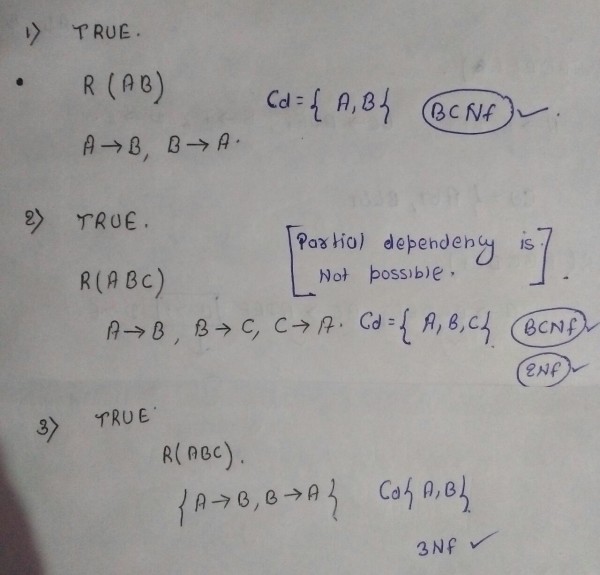 1) TRUE.
• R (AB) Cd = { A, B } BCNf ✓.
A → B, B → A.
2) TRUE.
[Partial dependency is Not possible.].
R(ABC)
A → B, B → C, C → A. Cd = { A, B, C} BCNf ✓
2Nf ✓
3) TRUE
R(ABC).
{A → B, B → A} Cd{ A, B}
3Nf ✓